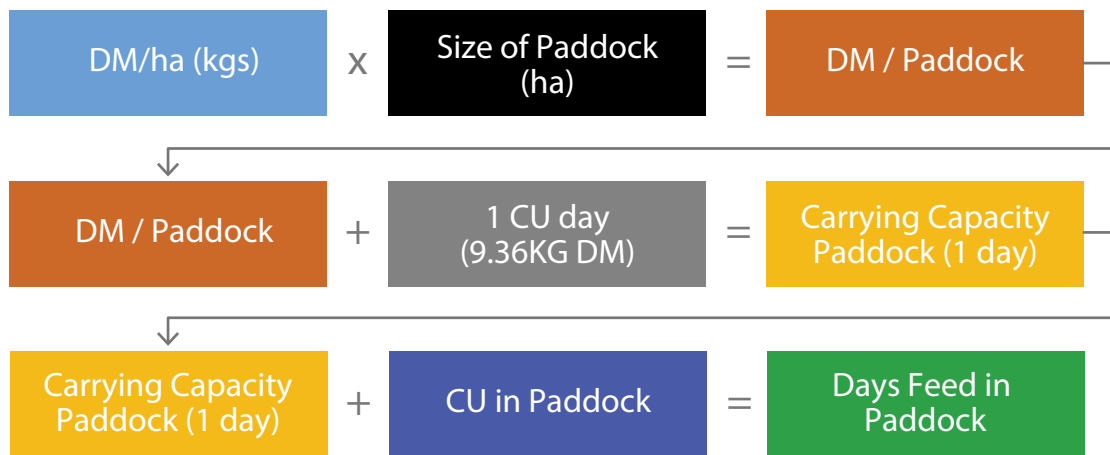 DM/ha (kgs) x Size of Paddock = DM / Paddock
(ha)
DM / Paddock + 1 CU day = Carrying Capacity
(9.36KG DM) Paddock (1 day)
Carrying Capacity + CU in Paddock = Days Feed in
Paddock (1 day) Paddock